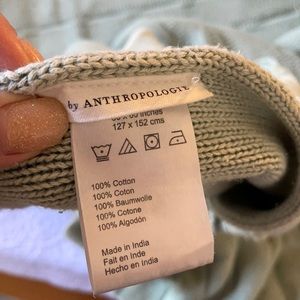 by ANTHROPOLOGIE
127 x 152 cms
100% Cotton
100% Coton
100% Baumwolle
100% Cotone
100% Algodón
Made in India
Fait en Inde
Hecho en India